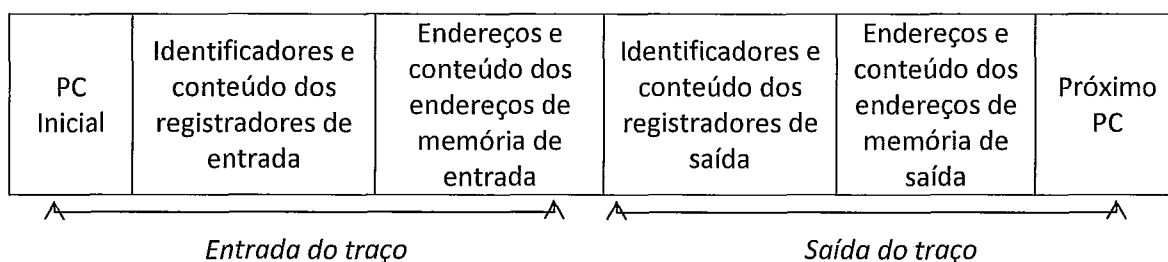 PC
Inicial
Identificadores e
conteúdo dos
registradores de
entrada
Endereços e
conteúdo dos
endereços de
memória de
entrada
Identificadores e
conteúdo dos
registradores de
saída
Endereços e
conteúdo dos
endereços de
memória de
saída
Próximo
PC
Entrada do traço
Saída do traço